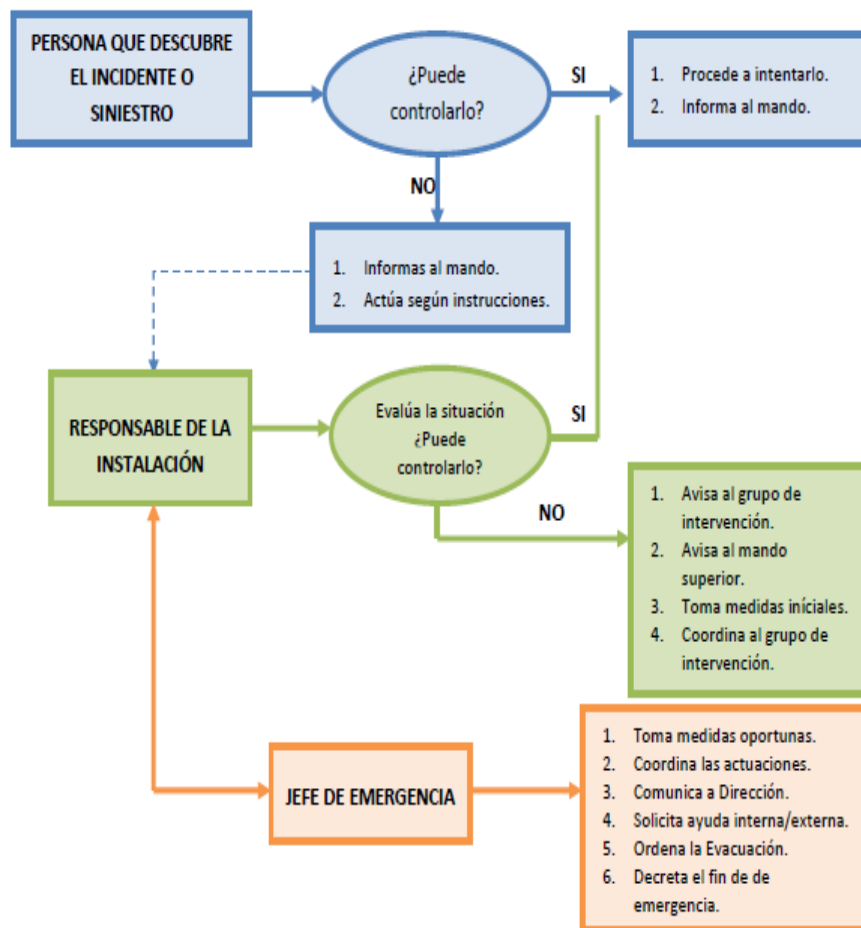 PERSONA QUE DESCUBRE
EL INCIDENTE O
SINIESTRO
¿Puede
controlarlo?
SI
1. Procede a intentarlo.
2. Informa al mando.
NO
1. Informas al mando.
2. Actúa según instrucciones.
RESPONSABLE DE LA
INSTALACIÓN
Evalúa la situación
¿Puede
controlarlo?
SI
NO
1. Avisa al grupo de
intervención.
2. Avisa al mando
superior.
3. Toma medidas iníciales.
4. Coordina al grupo de
intervención.
JEFE DE EMERGENCIA
1. Toma medidas oportunas.
2. Coordina las actuaciones.
3. Comunica a Dirección.
4. Solicita ayuda interna/externa.
5. Ordena la Evacuación.
6. Decreta el fin de de
emergencia.